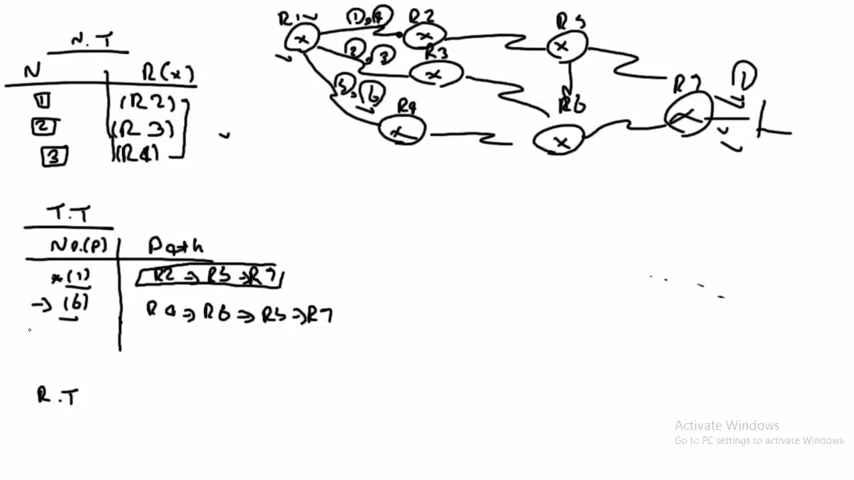 N.T
N R(x)
1 (R2)
2 (R3)
3 (R4)
T.T
No.(P) Path
*(1) R2 ⇒ R5 ⇒ R7
→ (6) R4 ⇒ R6 ⇒ R5 ⇒ R7
R.T
R2
R5
R3
R7
R6
R4
Activate Windows
Go to PC settings to activate Windows.